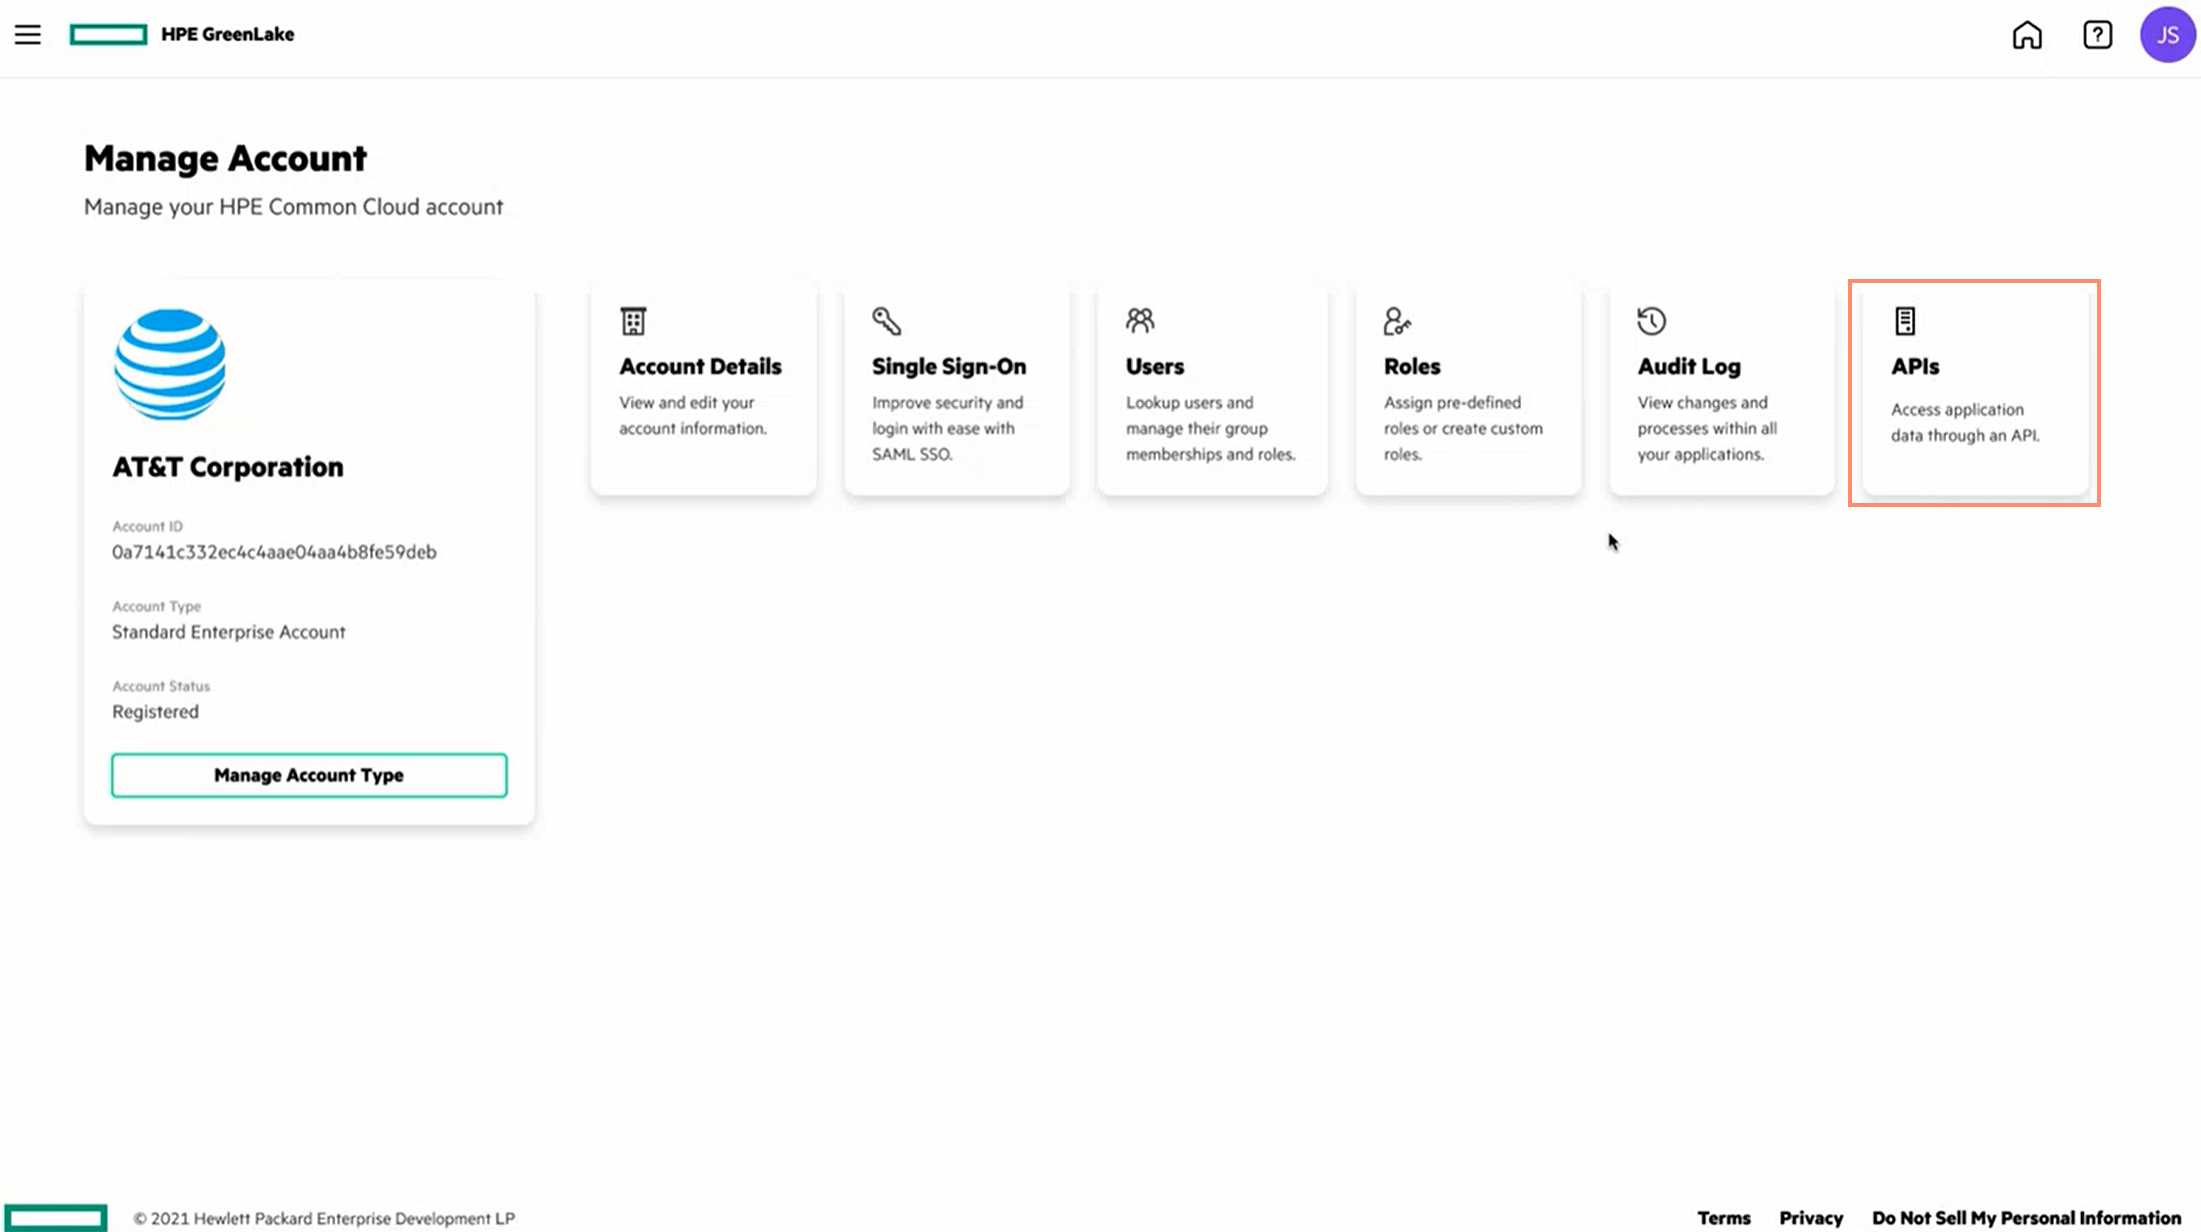 HPE GreenLake
?
JS
Manage Account
Manage your HPE Common Cloud account
AT&T Corporation
Account ID
0a7141c332ec4c4aae04aa4b8fe59deb
Account Type
Standard Enterprise Account
Account Status
Registered
Manage Account Type
Account Details
View and edit your
account information.
Single Sign-On
Improve security and
login with ease with
SAML SSO.
Users
Lookup users and
manage their group
memberships and roles.
Roles
Assign pre-defined
roles or create custom
roles.
Audit Log
View changes and
processes within all
your applications.
APIs
Access application
data through an API.
© 2021 Hewlett Packard Enterprise Development LP
Terms
Privacy
Do Not Sell My Personal Information